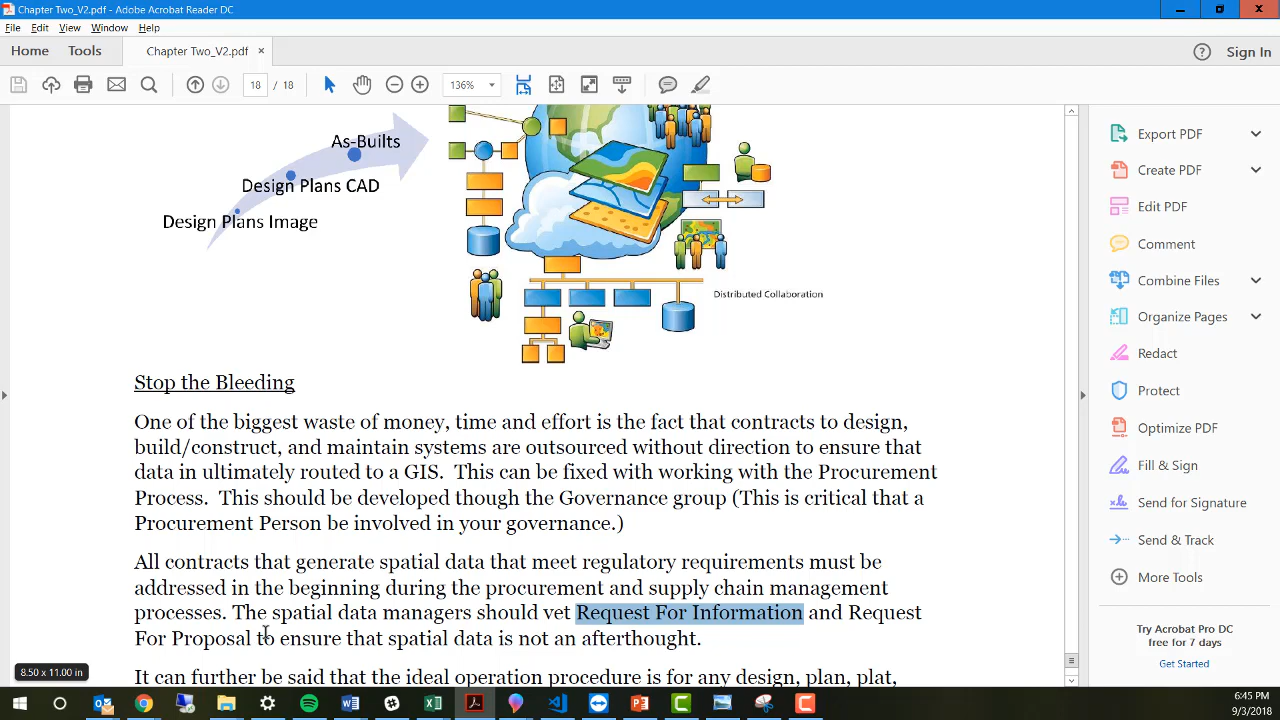 Chapter Two_V2.pdf - Adobe Acrobat Reader DC
File Edit View Window Help
Home Tools Chapter Two_V2.pdf × Sign In
18 / 18 136%
As-Builts
Design Plans CAD
Design Plans Image
Distributed Collaboration
Stop the Bleeding
One of the biggest waste of money, time and effort is the fact that contracts to design,
build/construct, and maintain systems are outsourced without direction to ensure that
data in ultimately routed to a GIS. This can be fixed with working with the Procurement
Process. This should be developed though the Governance group (This is critical that a
Procurement Person be involved in your governance.)
All contracts that generate spatial data that meet regulatory requirements must be
addressed in the beginning during the procurement and supply chain management
processes. The spatial data managers should vet Request For Information and Request
For Proposal to ensure that spatial data is not an afterthought.
It can further be said that the ideal operation procedure is for any design, plan, plat,
8.50 x 11.00 in
Export PDF
Create PDF
Edit PDF
Comment
Combine Files
Organize Pages
Redact
Protect
Optimize PDF
Fill & Sign
Send for Signature
Send & Track
More Tools
Try Acrobat Pro DC
free for 7 days
Get Started
6:45 PM
9/3/2018